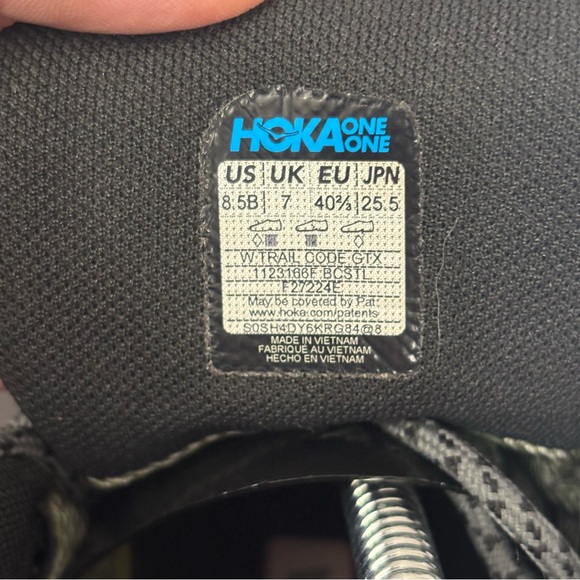 HOKA ONE ONE
US UK EU JPN
8.5B 7 40⅔ 25.5
W TRAIL CODE GTX
1123166F BCSTL
F27224E
May be covered by Pat.
www.hoka.com/patents
S0SH4DY6KRG84@8
MADE IN VIETNAM
FABRIQUÉ AU VIETNAM
HECHO EN VIETNAM